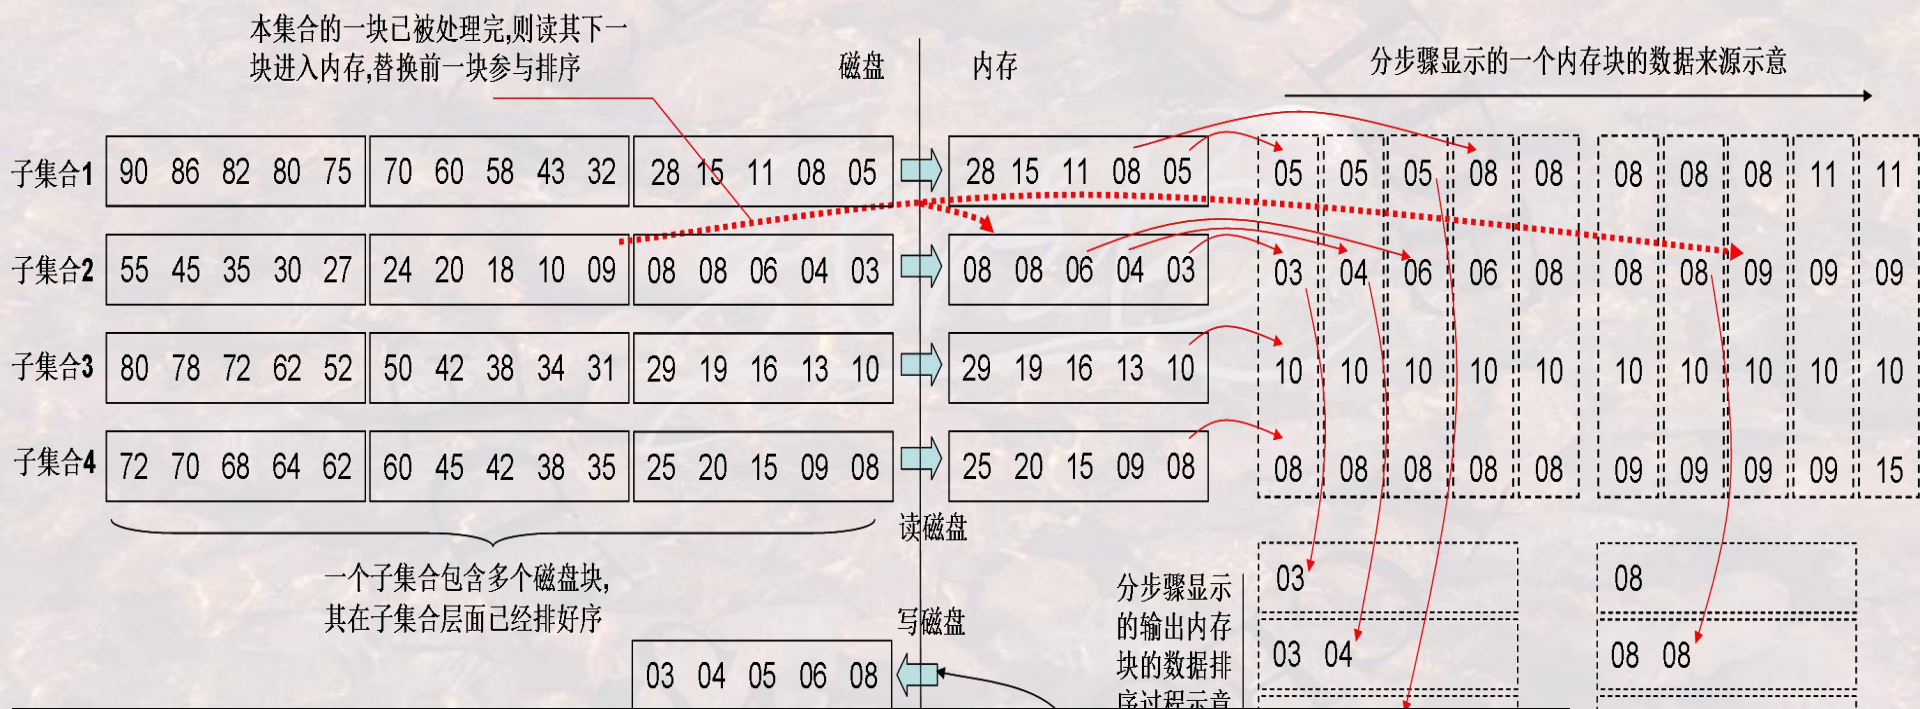 本集合的一块已被处理完,则读其下一
块进入内存,替换前一块参与排序
磁盘
内存
分步骤显示的一个内存块的数据来源示意
子集合1
90 86 82 80 75
70 60 58 43 32
28 15 11 08 05
28 15 11 08 05
05 05 05 08 08
08 08 08 11 11
子集合2
55 45 35 30 27
24 20 18 10 09
08 08 06 04 03
08 08 06 04 03
03 04 06 06 08
08 08 09 09 09
子集合3
80 78 72 62 52
50 42 38 34 31
29 19 16 13 10
29 19 16 13 10
10 10 10 10 10
10 10 10 10 10
子集合4
72 70 68 64 62
60 45 42 38 35
25 20 15 09 08
25 20 15 09 08
08 08 08 08 08
09 09 09 09 15
读磁盘
一个子集合包含多个磁盘块,
其在子集合层面已经排好序
写磁盘
03 04 05 06 08
分步骤显示
的输出内存
块的数据排
序过程示意
03
08
03 04
08 08